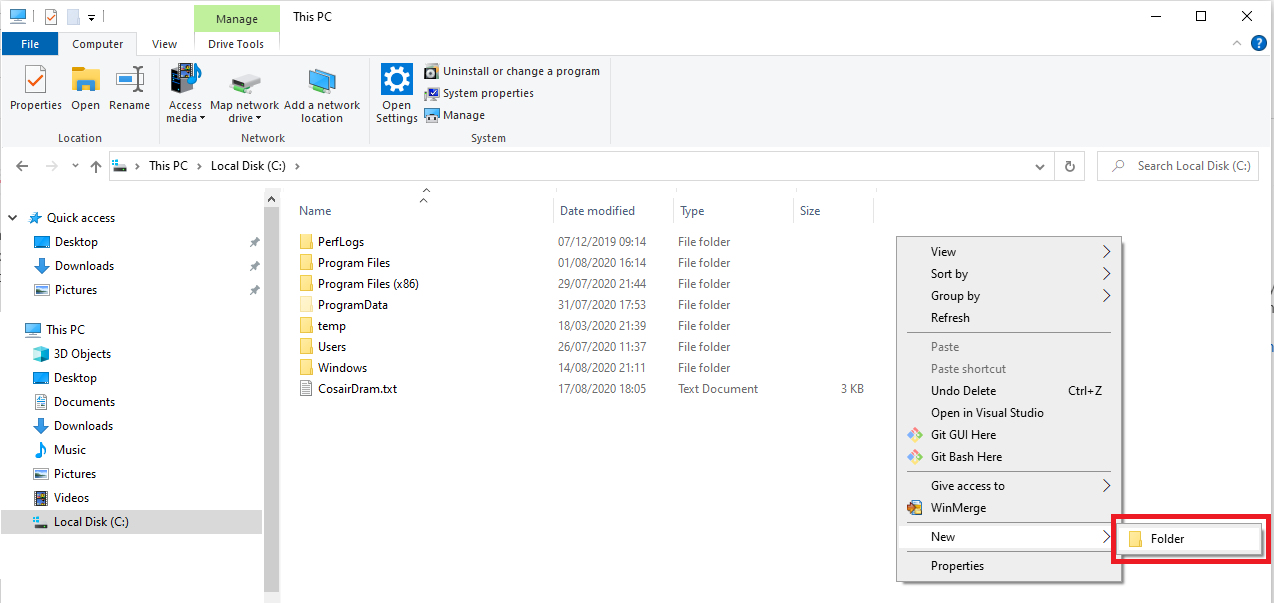 This PC
Manage
File
Computer
View
Drive Tools
Properties
Open
Rename
Access media
Map network drive
Add a network location
Open Settings
Uninstall or change a program
System properties
Manage
Location
Network
System
This PC
Local Disk (C:)
Search Local Disk (C:)
Quick access
Desktop
Downloads
Pictures
This PC
3D Objects
Desktop
Documents
Downloads
Music
Pictures
Videos
Local Disk (C:)
Name Date modified Type Size
PerfLogs 07/12/2019 09:14 File folder
Program Files 01/08/2020 16:14 File folder
Program Files (x86) 29/07/2020 21:44 File folder
ProgramData 31/07/2020 17:53 File folder
temp 18/03/2020 21:39 File folder
Users 26/07/2020 11:37 File folder
Windows 14/08/2020 21:11 File folder
CosairDram.txt 17/08/2020 18:05 Text Document 3 KB
View
Sort by
Group by
Refresh
Paste
Paste shortcut
Undo Delete Ctrl+Z
Open in Visual Studio
Git GUI Here
Git Bash Here
Give access to
WinMerge
New
Properties
Folder